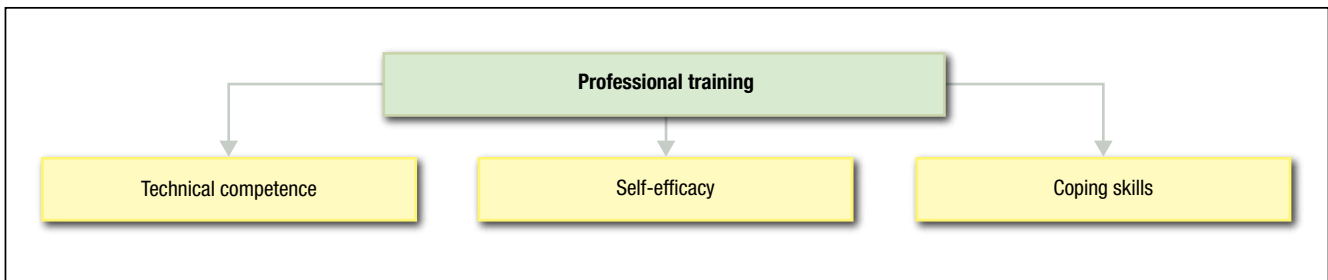 Professional training
Technical competence
Self-efficacy
Coping skills